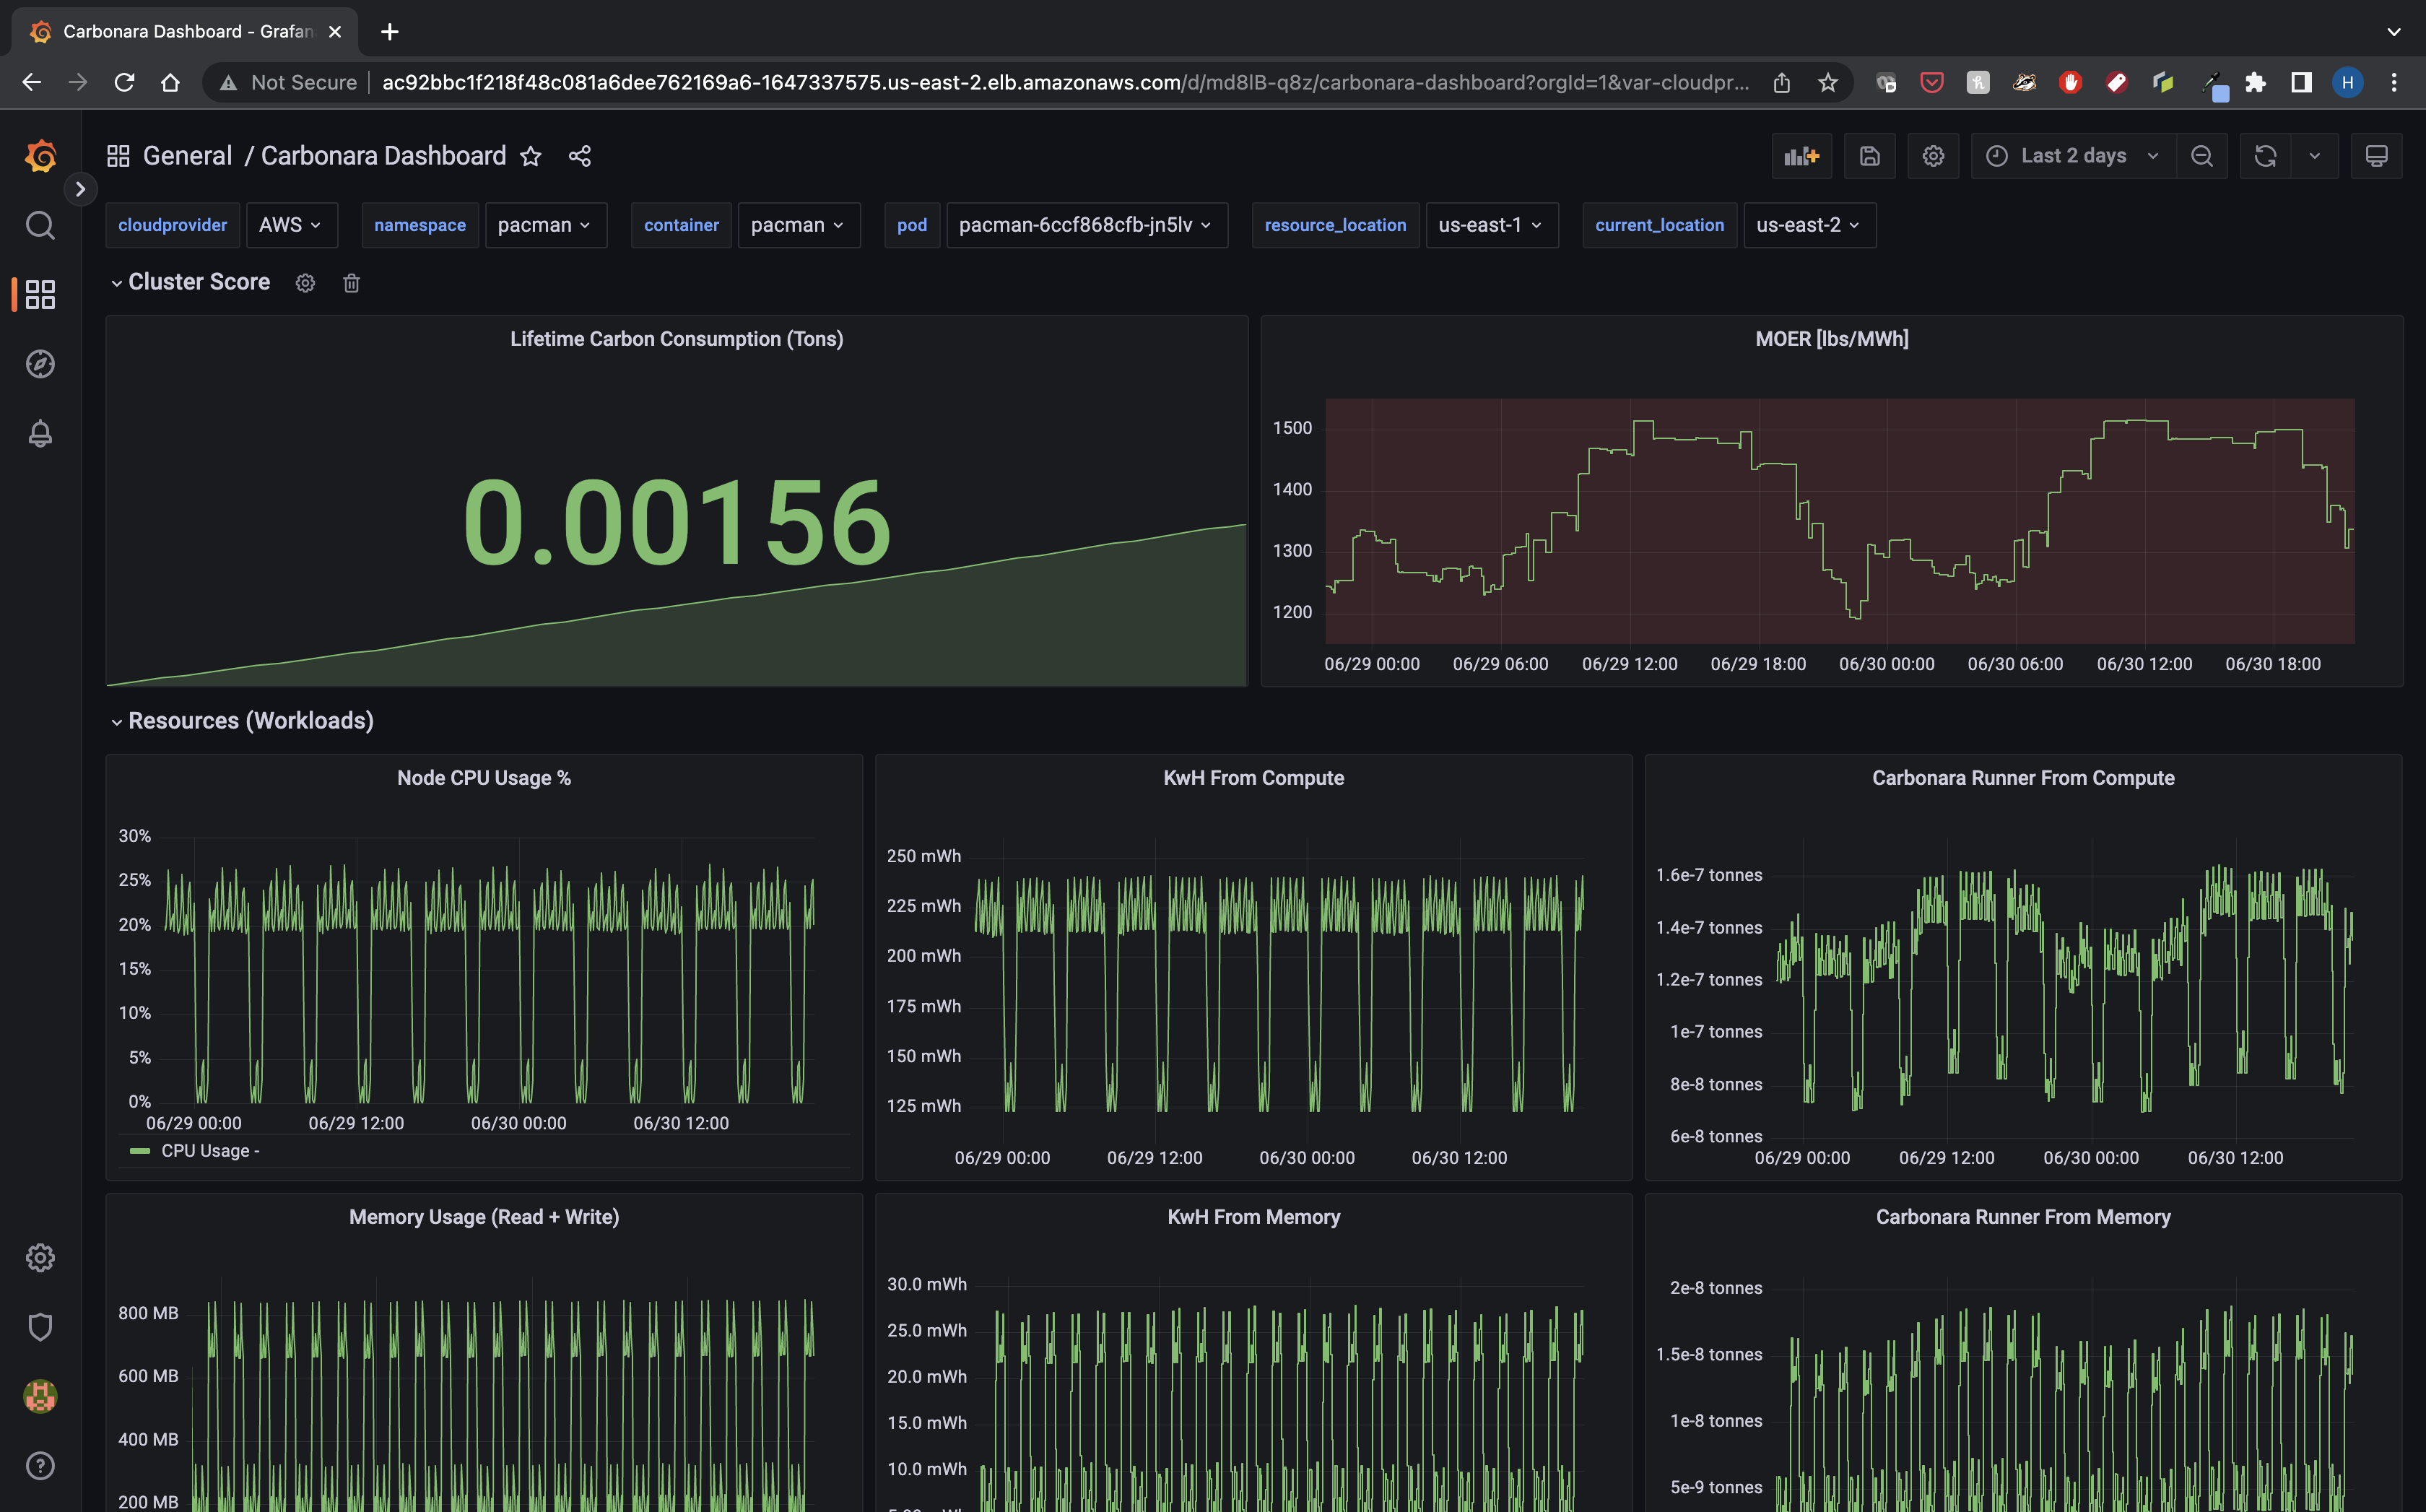 Carbonara Dashboard - Grafan
Not Secure ac92bbc1f218f48c081a6dee762169a6-1647337575.us-east-2.elb.amazonaws.com/d/md8lB-q8z/carbonara-dashboard?orgId=1&var-cloudpr...
H
General / Carbonara Dashboard
Last 2 days
cloudprovider AWS namespace pacman container pacman pod pacman-6ccf868cfb-jn5lv resource_location us-east-1 current_location us-east-2
Cluster Score
Lifetime Carbon Consumption (Tons)
0.00156
MOER [lbs/MWh]
1500
1400
1300
1200
06/29 00:00 06/29 06:00 06/29 12:00 06/29 18:00 06/30 00:00 06/30 06:00 06/30 12:00 06/30 18:00
Resources (Workloads)
Node CPU Usage %
30%
25%
20%
15%
10%
5%
0%
06/29 00:00 06/29 12:00 06/30 00:00 06/30 12:00
CPU Usage -
KwH From Compute
250 mWh
225 mWh
200 mWh
175 mWh
150 mWh
125 mWh
06/29 00:00 06/29 12:00 06/30 00:00 06/30 12:00
Carbonara Runner From Compute
1.6e-7 tonnes
1.4e-7 tonnes
1.2e-7 tonnes
1e-7 tonnes
8e-8 tonnes
6e-8 tonnes
06/29 00:00 06/29 12:00 06/30 00:00 06/30 12:00
Memory Usage (Read + Write)
800 MB
600 MB
400 MB
200 MB
KwH From Memory
30.0 mWh
25.0 mWh
20.0 mWh
15.0 mWh
10.0 mWh
Carbonara Runner From Memory
2e-8 tonnes
1.5e-8 tonnes
1e-8 tonnes
5e-9 tonnes